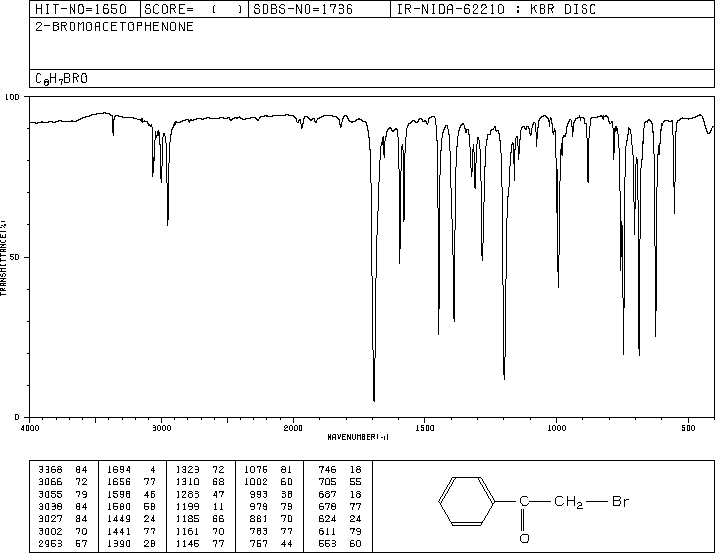 HIT-NO=1650 SCORE= ( ) SDBS-NO=1736 IR-NIDA-62210 : KBR DISC
2-BROMOACETOPHENONE
C8H7BRO
100
50
0
TRANSMITTANCE(%)
4000 3000 2000 1500 1000 500
WAVENUMBER(-1)
3368 84 1694 4 1323 72 1076 81 746 18
3066 72 1656 77 1310 68 1002 60 705 55
3055 79 1598 46 1283 47 993 38 687 18
3038 84 1580 58 1199 11 979 79 678 77
3027 84 1449 24 1185 66 881 70 624 24
3002 70 1441 77 1161 70 783 77 611 79
2953 57 1390 28 1145 77 757 44 553 60
C CH2 Br
O